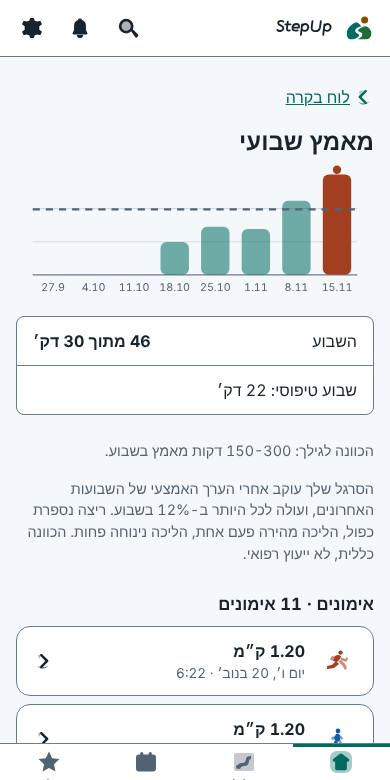 StepUp
לוח בקרה
מאמץ שבועי
27.9 4.10 11.10 18.10 25.10 1.11 8.11 15.11
השבוע 46 מתוך 30 דק׳
שבוע טיפוסי: 22 דק׳
הכוונה לגילך: 150-300 דקות מאמץ בשבוע.
הסרגל שלך עוקב אחרי הערך האמצעי של השבועות
האחרונים, ועולה לכל היותר ב-12% בשבוע. ריצה נספרת
כפול, הליכה מהירה פעם אחת, הליכה נינוחה פחות. הכוונה
כללית, לא ייעוץ רפואי.
אימונים · 11 אימונים
1.20 ק״מ
יום ו׳, 20 בנוב׳ · 6:22
1.20 ק״מ